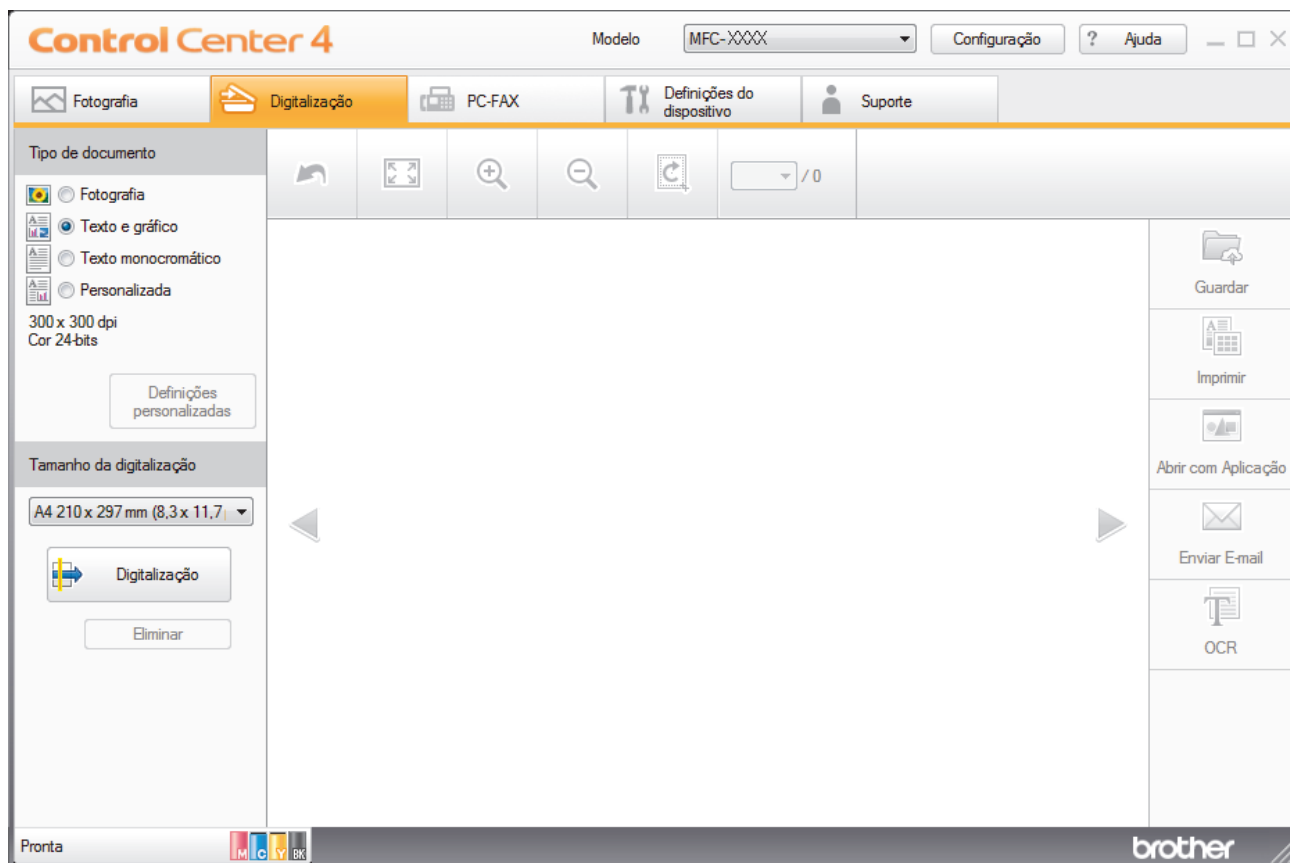 Control Center 4
Modelo
MFC-XXXX
Configuração
? Ajuda
Fotografia
Digitalização
PC-FAX
Definições do
dispositivo
Suporte
Tipo de documento
/ 0
Fotografia
Texto e gráfico
Texto monocromático
Personalizada
300 x 300 dpi
Cor 24-bits
Definições
personalizadas
Tamanho da digitalização
A4 210 x 297 mm (8,3 x 11,7
Digitalização
Eliminar
Guardar
Imprimir
Abrir com Aplicação
Enviar E-mail
OCR
Pronta
M C Y BK
brother